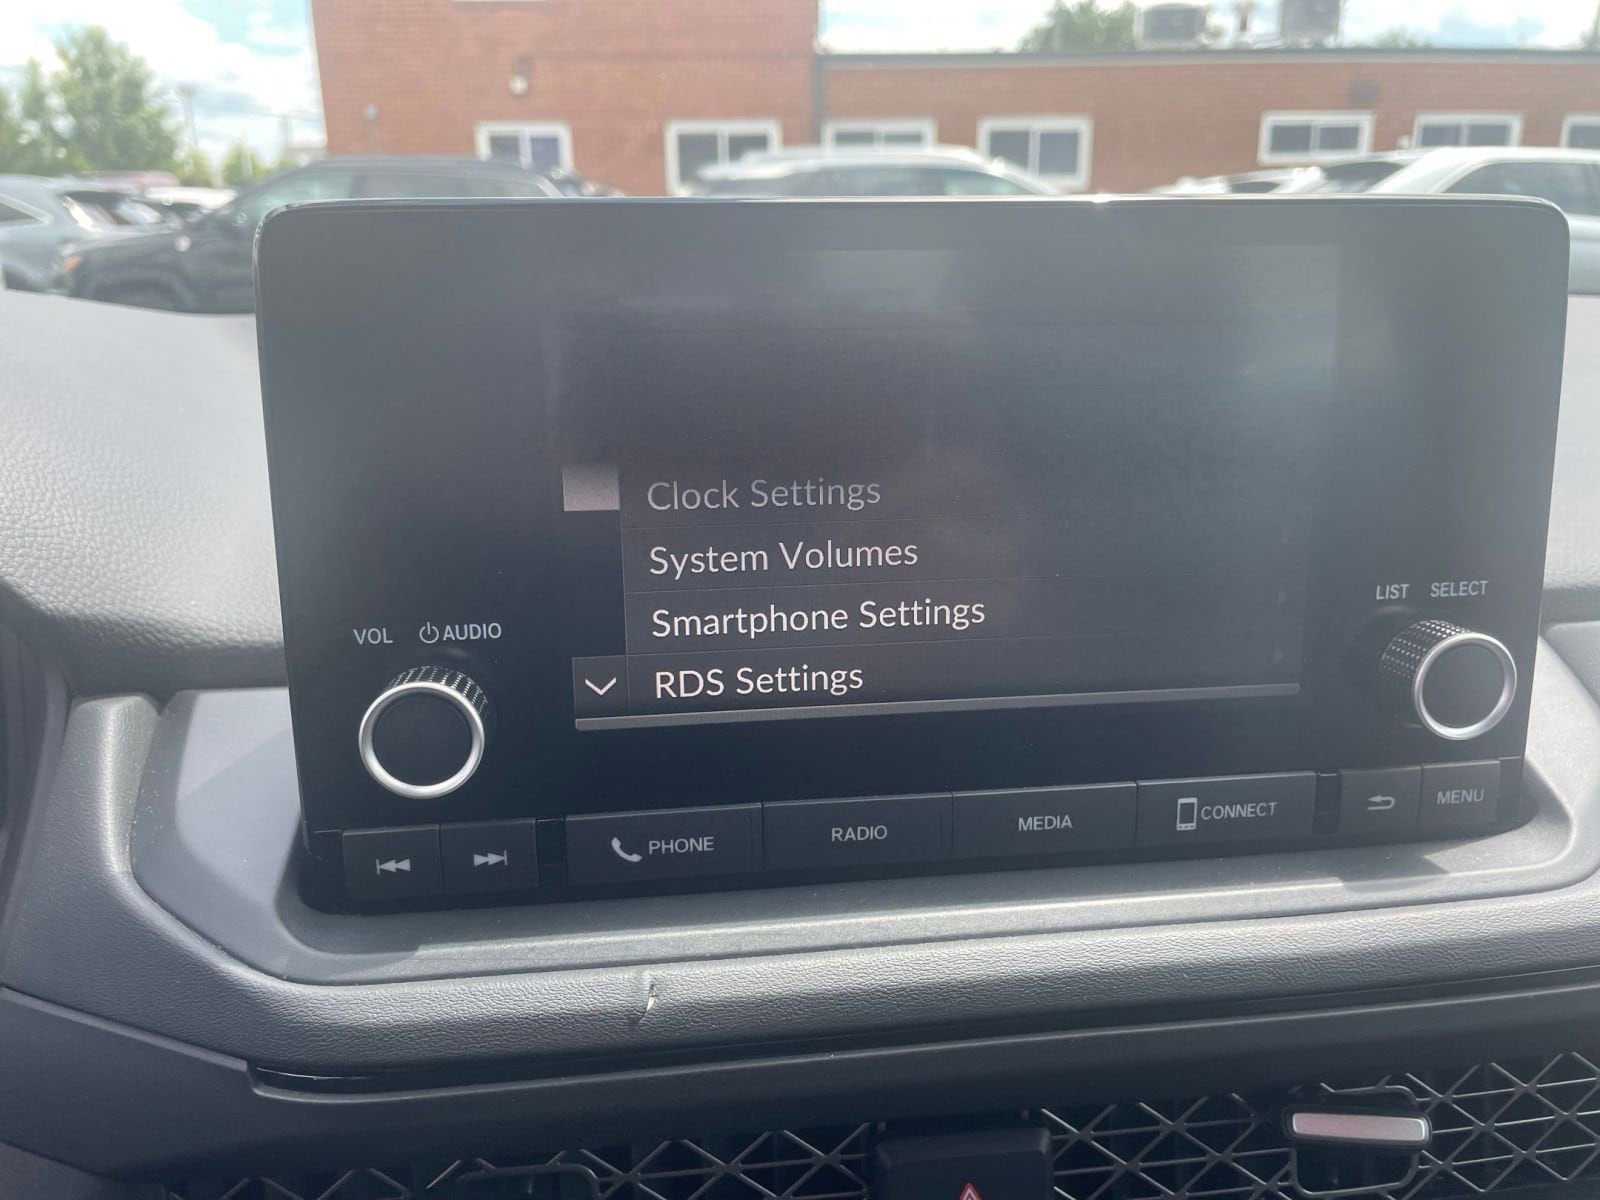 Clock Settings
System Volumes
Smartphone Settings
RDS Settings
VOL AUDIO
LIST SELECT
PHONE
RADIO
MEDIA
CONNECT
MENU